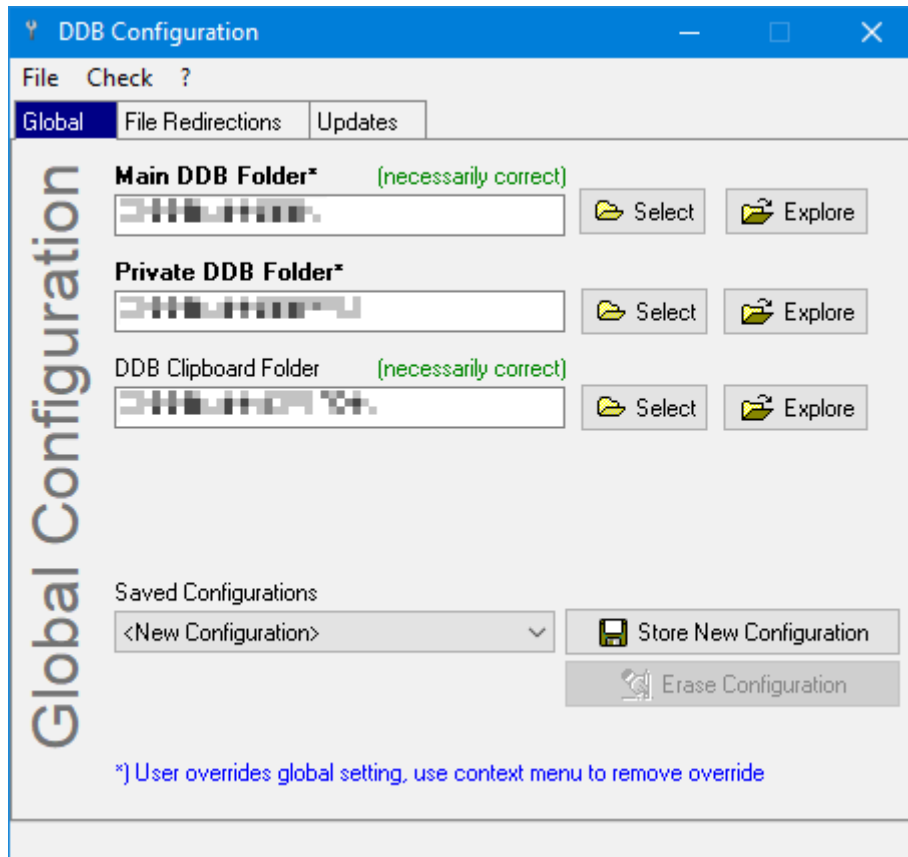 DDB Configuration
File Check ?
Global File Redirections Updates
Global Configuration
Main DDB Folder* (necessarily correct)
Select Explore
Private DDB Folder*
Select Explore
DDB Clipboard Folder (necessarily correct)
Select Explore
Saved Configurations
<New Configuration> Store New Configuration
Erase Configuration
*) User overrides global setting, use context menu to remove override